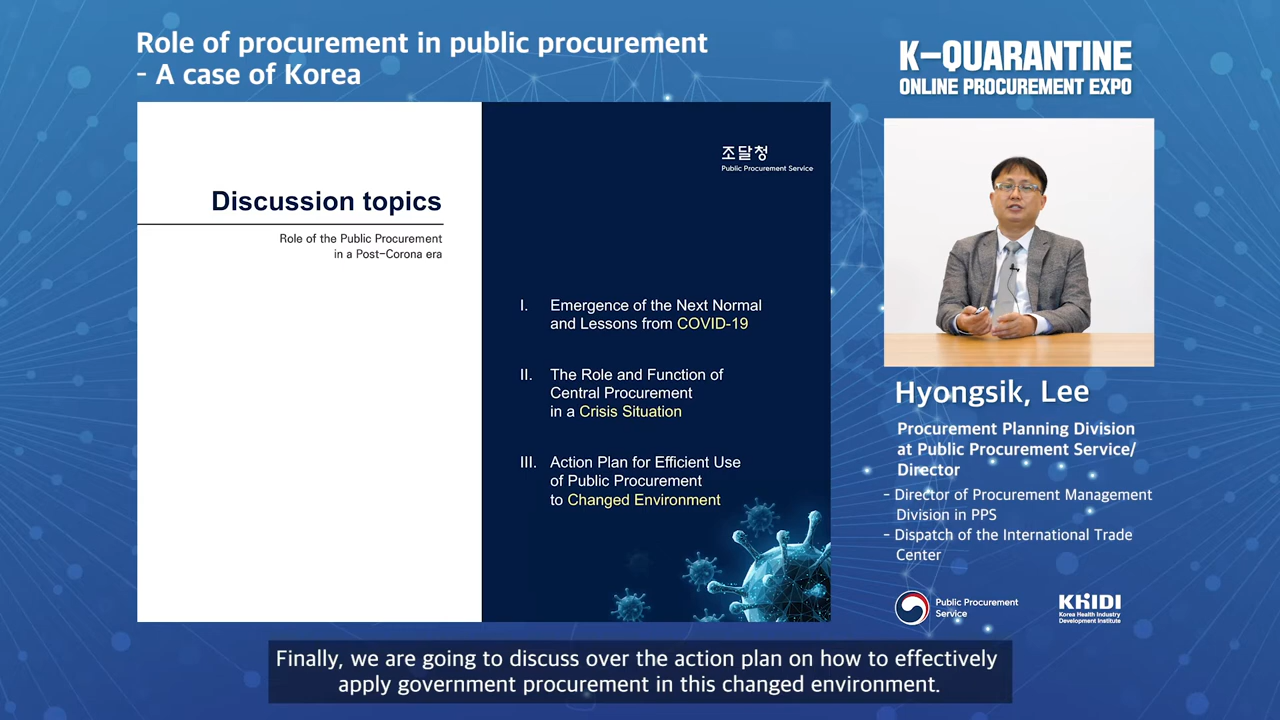 Role of procurement in public procurement
- A case of Korea
K-QUARANTINE
ONLINE PROCUREMENT EXPO
Discussion topics
Role of the Public Procurement
in a Post-Corona era
조달청
Public Procurement Service
I. Emergence of the Next Normal
and Lessons from COVID-19
II. The Role and Function of
Central Procurement
in a Crisis Situation
III. Action Plan for Efficient Use
of Public Procurement
to Changed Environment
Hyongsik, Lee
Procurement Planning Division
at Public Procurement Service/
Director
- Director of Procurement Management
Division in PPS
- Dispatch of the International Trade
Center
Public Procurement
Service
KHIDI
Korea Health Industry
Development Institute
Finally, we are going to discuss over the action plan on how to effectively
apply government procurement in this changed environment.